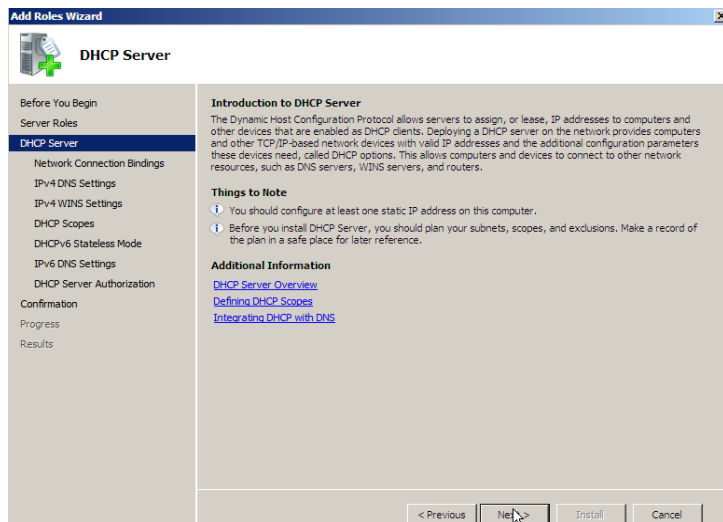 Add Roles Wizard
DHCP Server
Before You Begin
Server Roles
DHCP Server
Network Connection Bindings
IPv4 DNS Settings
IPv4 WINS Settings
DHCP Scopes
DHCPv6 Stateless Mode
IPv6 DNS Settings
DHCP Server Authorization
Confirmation
Progress
Results
Introduction to DHCP Server
The Dynamic Host Configuration Protocol allows servers to assign, or lease, IP addresses to computers and
other devices that are enabled as DHCP clients. Deploying a DHCP server on the network provides computers
and other TCP/IP-based network devices with valid IP addresses and the additional configuration parameters
these devices need, called DHCP options. This allows computers and devices to connect to other network
resources, such as DNS servers, WINS servers, and routers.
Things to Note
You should configure at least one static IP address on this computer.
Before you install DHCP Server, you should plan your subnets, scopes, and exclusions. Make a record of
the plan in a safe place for later reference.
Additional Information
DHCP Server Overview
Defining DHCP Scopes
Integrating DHCP with DNS
< Previous
Next >
Install
Cancel